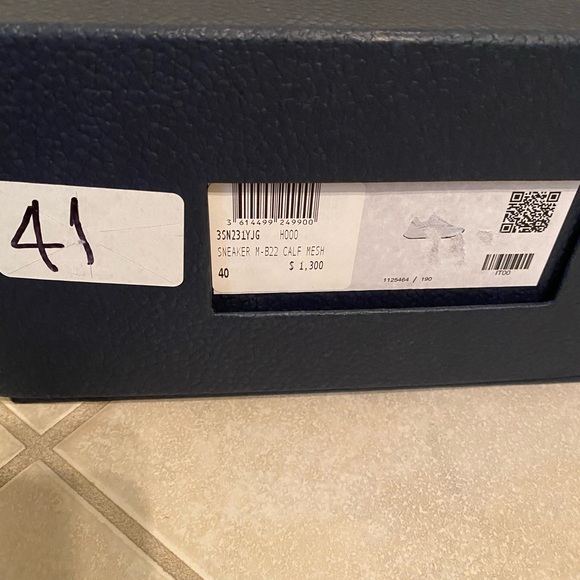 41
3 614499 249900
3SN231YJG H000
SNEAKER M-B22 CALF MESH
40 $ 1,300
1125464 / 190
IT00